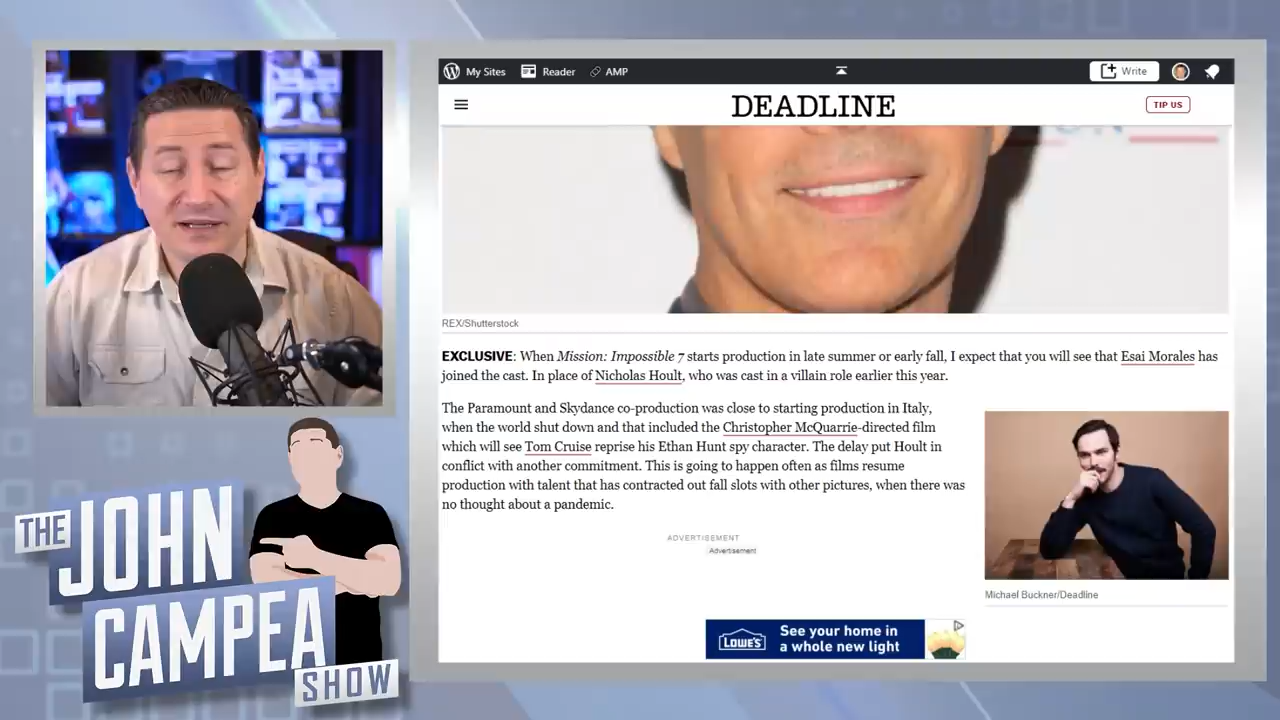 My Sites
Reader
AMP
Write
DEADLINE
TIP US
REX/Shutterstock
EXCLUSIVE: When Mission: Impossible 7 starts production in late summer or early fall, I expect that you will see that Esai Morales has
joined the cast. In place of Nicholas Hoult, who was cast in a villain role earlier this year.
The Paramount and Skydance co-production was close to starting production in Italy,
when the world shut down and that included the Christopher McQuarrie-directed film
which will see Tom Cruise reprise his Ethan Hunt spy character. The delay put Hoult in
conflict with another commitment. This is going to happen often as films resume
production with talent that has contracted out fall slots with other pictures, when there was
no thought about a pandemic.
ADVERTISEMENT
Advertisement
Michael Buckner/Deadline
LOWE'S
See your home in
a whole new light
THE
JOHN
CAMPEA
SHOW